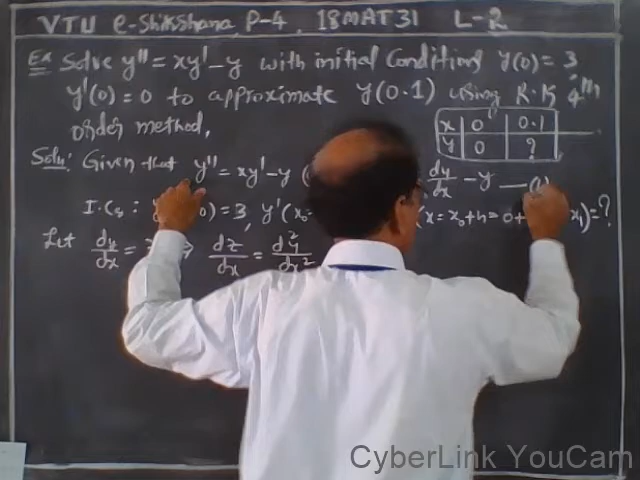 VTU e-Shikshana, P-4, 18MAT31 L-2
Ex Solve y'' = xy' - y with initial Conditions y(0) = 3,
y'(0) = 0 to approximate y(0.1) using R.K 4th
order method.
x 0 0.1
y 0 ?
Solu: Given that y'' = xy' - y dy/dx - y —(1)
I.Cs: 0) = 3, y'(x0= (x = x0+h = 0+ x1) = ?
Let dy/dx = z ⇒ dz/dx = d²y/dx²
CyberLink YouCam